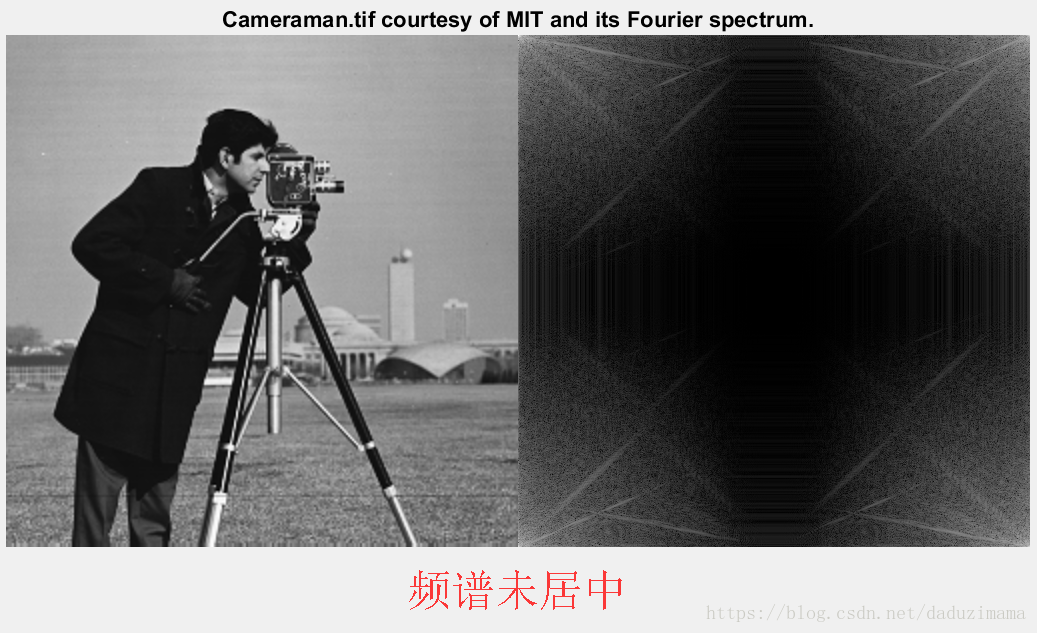 Cameraman.tif courtesy of MIT and its Fourier spectrum.
频谱未居中
https://blog.csdn.net/daduzimama